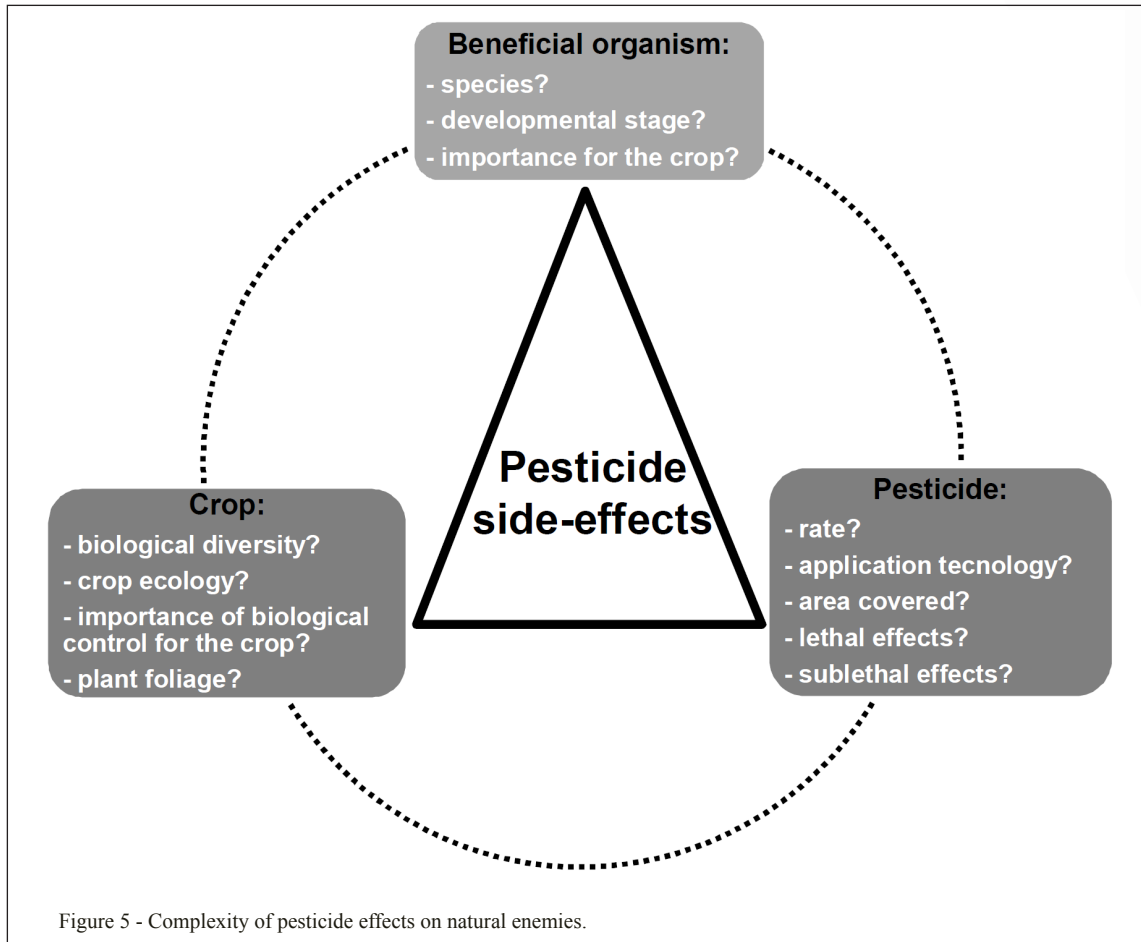 Beneficial organism:
- species?
- developmental stage?
- importance for the crop?
Pesticide
side-effects
Crop:
- biological diversity?
- crop ecology?
- importance of biological
control for the crop?
- plant foliage?
Pesticide:
- rate?
- application tecnology?
- area covered?
- lethal effects?
- sublethal effects?
Figure 5 - Complexity of pesticide effects on natural enemies.